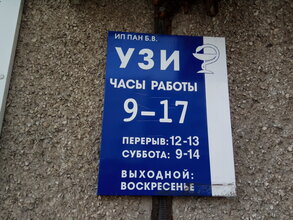 ИП ПАН Б.В.
УЗИ
ЧАСЫ РАБОТЫ
9-17
ПЕРЕРЫВ: 12-13
СУББОТА: 9-14
ВЫХОДНОЙ:
ВОСКРЕСЕНЬЕ